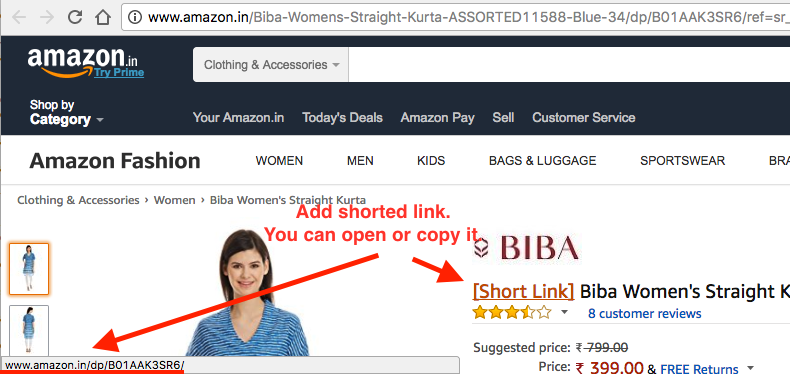 www.amazon.in/Biba-Womens-Straight-Kurta-ASSORTED11588-Blue-34/dp/B01AAK3SR6/ref=sr_
amazon.in
Try Prime
Clothing & Accessories
Shop by
Category
Your Amazon.in Today's Deals Amazon Pay Sell Customer Service
Amazon Fashion WOMEN MEN KIDS BAGS & LUGGAGE SPORTSWEAR BRA
Clothing & Accessories › Women › Biba Women's Straight Kurta
Add shorted link.
You can open or copy it.
BIBA
[Short Link] Biba Women's Straight K
8 customer reviews
Suggested price: ₹ 799.00
Price: ₹ 399.00 & FREE Returns
www.amazon.in/dp/B01AAK3SR6/